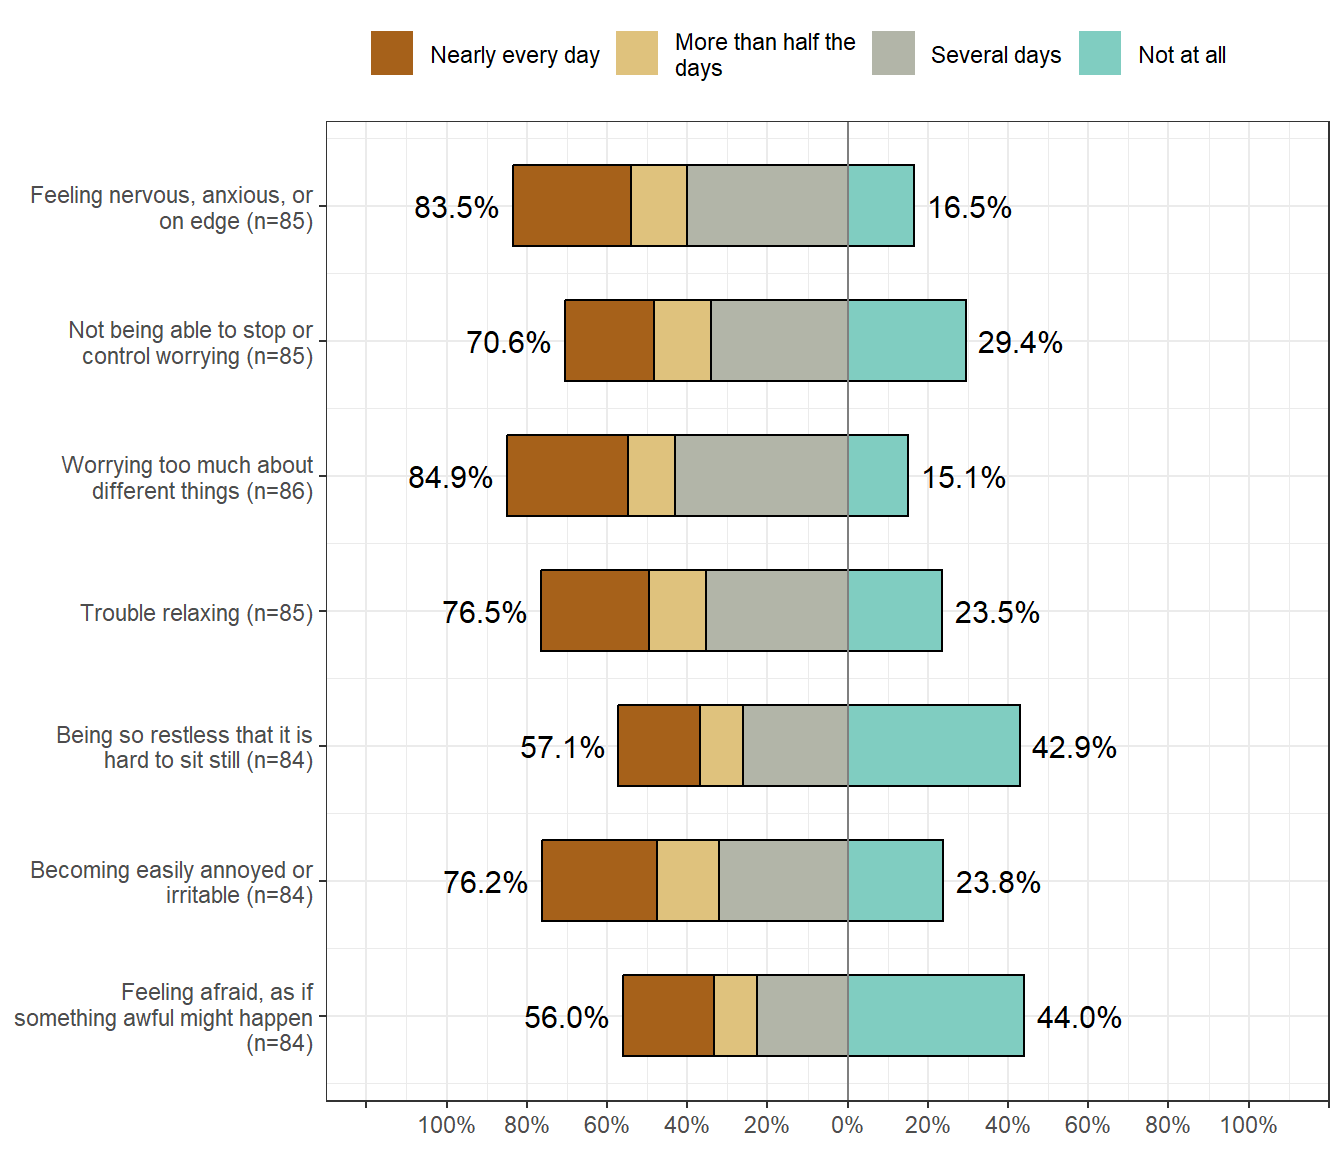 Nearly every day
More than half the
days
Several days
Not at all
Feeling nervous, anxious, or
on edge (n=85)
83.5%
16.5%
Not being able to stop or
control worrying (n=85)
70.6%
29.4%
Worrying too much about
different things (n=86)
84.9%
15.1%
Trouble relaxing (n=85)
76.5%
23.5%
Being so restless that it is
hard to sit still (n=84)
57.1%
42.9%
Becoming easily annoyed or
irritable (n=84)
76.2%
23.8%
Feeling afraid, as if
something awful might happen
(n=84)
56.0%
44.0%
100% 80% 60% 40% 20% 0% 20% 40% 60% 80% 100%